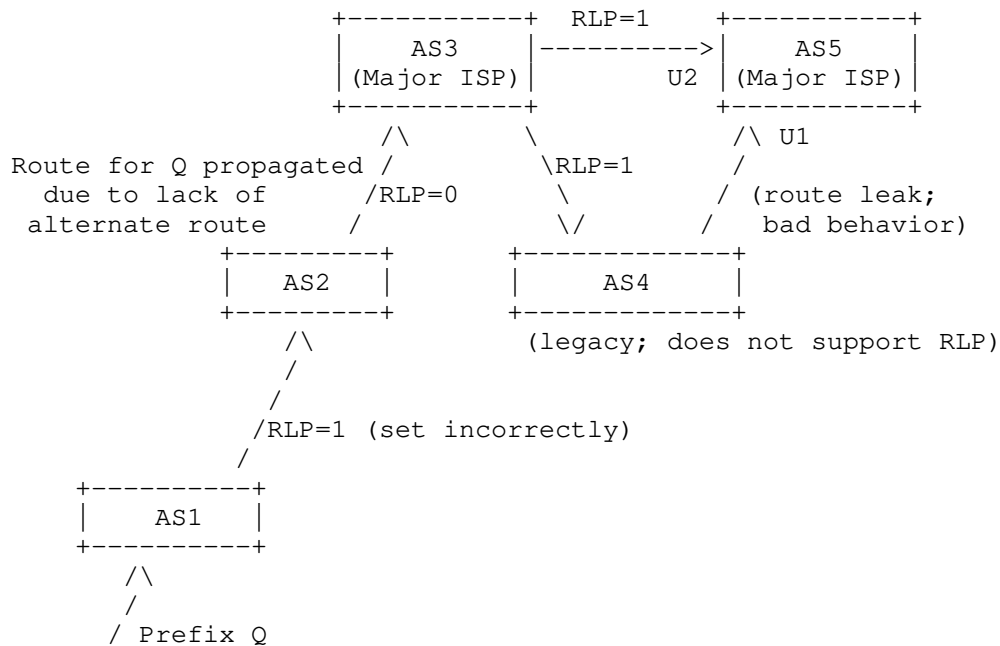 RLP=1
AS3
AS5
(Major ISP)
U2
(Major ISP)
U1
Route for Q propagated
RLP=1
due to lack of
RLP=0
(route leak;
alternate route
bad behavior)
AS2
AS4
(legacy; does not support RLP)
RLP=1 (set incorrectly)
AS1
Prefix Q